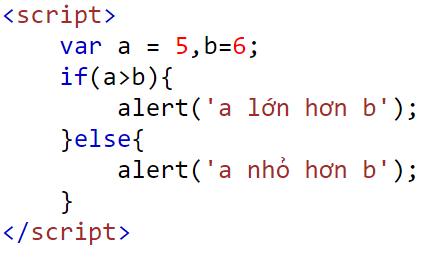 <script>
    var a = 5,b=6;
    if(a>b){
        alert('a lớn hơn b');
    }else{
        alert('a nhỏ hơn b');
    }
</script>